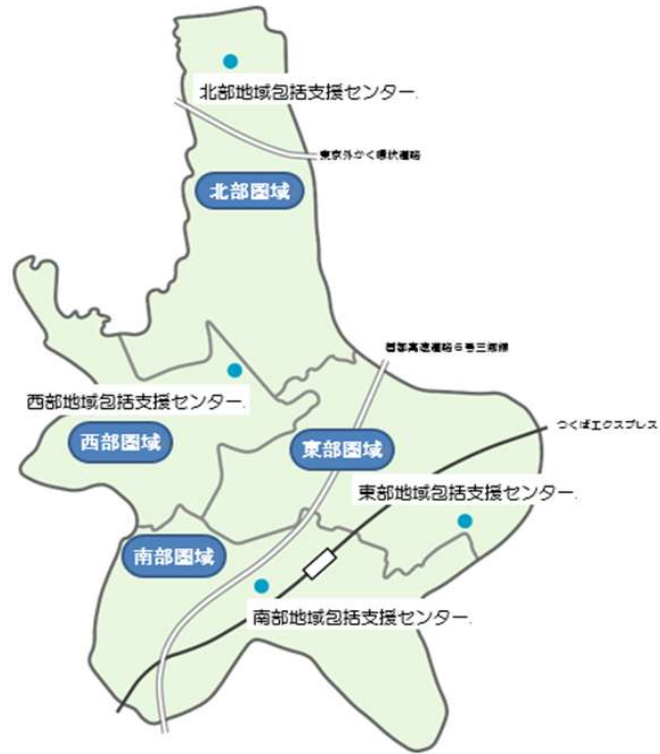 北部地域包括支援センター.
東京外かく環状道路
北部圏域
首都高速道路6号三郷線
西部地域包括支援センター.
つくばエクスプレス
西部圏域
東部圏域
東部地域包括支援センター.
南部圏域
南部地域包括支援センター.